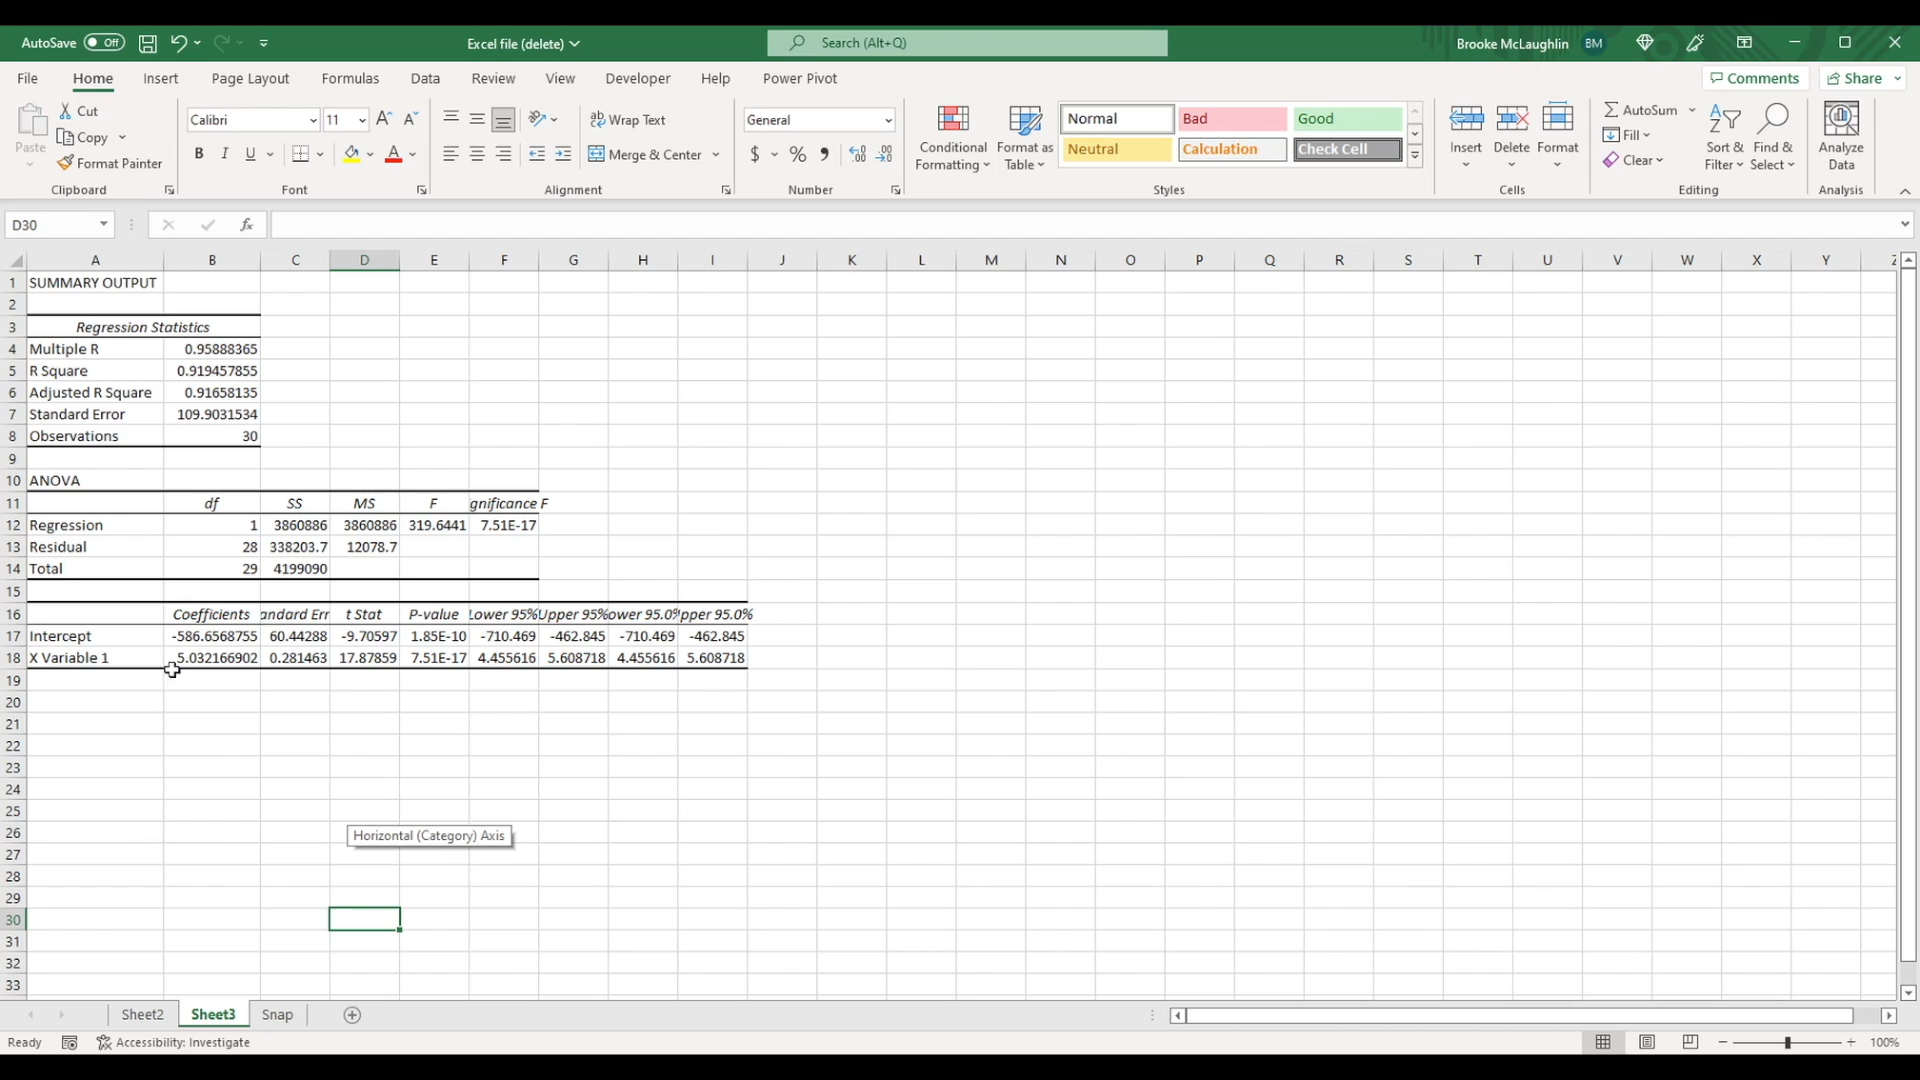 AutoSave Off Excel file (delete) Search (Alt+Q) Brooke McLaughlin BM
File Home Insert Page Layout Formulas Data Review View Developer Help Power Pivot Comments Share
Paste Cut Copy Format Painter Clipboard
Calibri 11 A A B I U A Font
Wrap Text Merge & Center Alignment
General $ % Number
Conditional Formatting Format as Table Normal Bad Good Neutral Calculation Check Cell Styles
Insert Delete Format Cells
AutoSum Fill Clear Sort & Filter Find & Select Editing
Analyze Data Analysis
D30 fx
A B C D E F G H I J K L M N O P Q R S T U V W X Y Z
1 SUMMARY OUTPUT
2
3 Regression Statistics
4 Multiple R 0.95888365
5 R Square 0.919457855
6 Adjusted R Square 0.91658135
7 Standard Error 109.9031534
8 Observations 30
9
10 ANOVA
11 df SS MS F gnificance F
12 Regression 1 3860886 3860886 319.6441 7.51E-17
13 Residual 28 338203.7 12078.7
14 Total 29 4199090
15
16 Coefficients andard Err t Stat P-value Lower 95% Upper 95% ower 95.0% pper 95.0%
17 Intercept -586.6568755 60.44288 -9.70597 1.85E-10 -710.469 -462.845 -710.469 -462.845
18 X Variable 1 5.032166902 0.281463 17.87859 7.51E-17 4.455616 5.608718 4.455616 5.608718
19
20
21
22
23
24
25
26 Horizontal (Category) Axis
27
28
29
30
31
32
33
Sheet2 Sheet3 Snap
Ready Accessibility: Investigate 100%